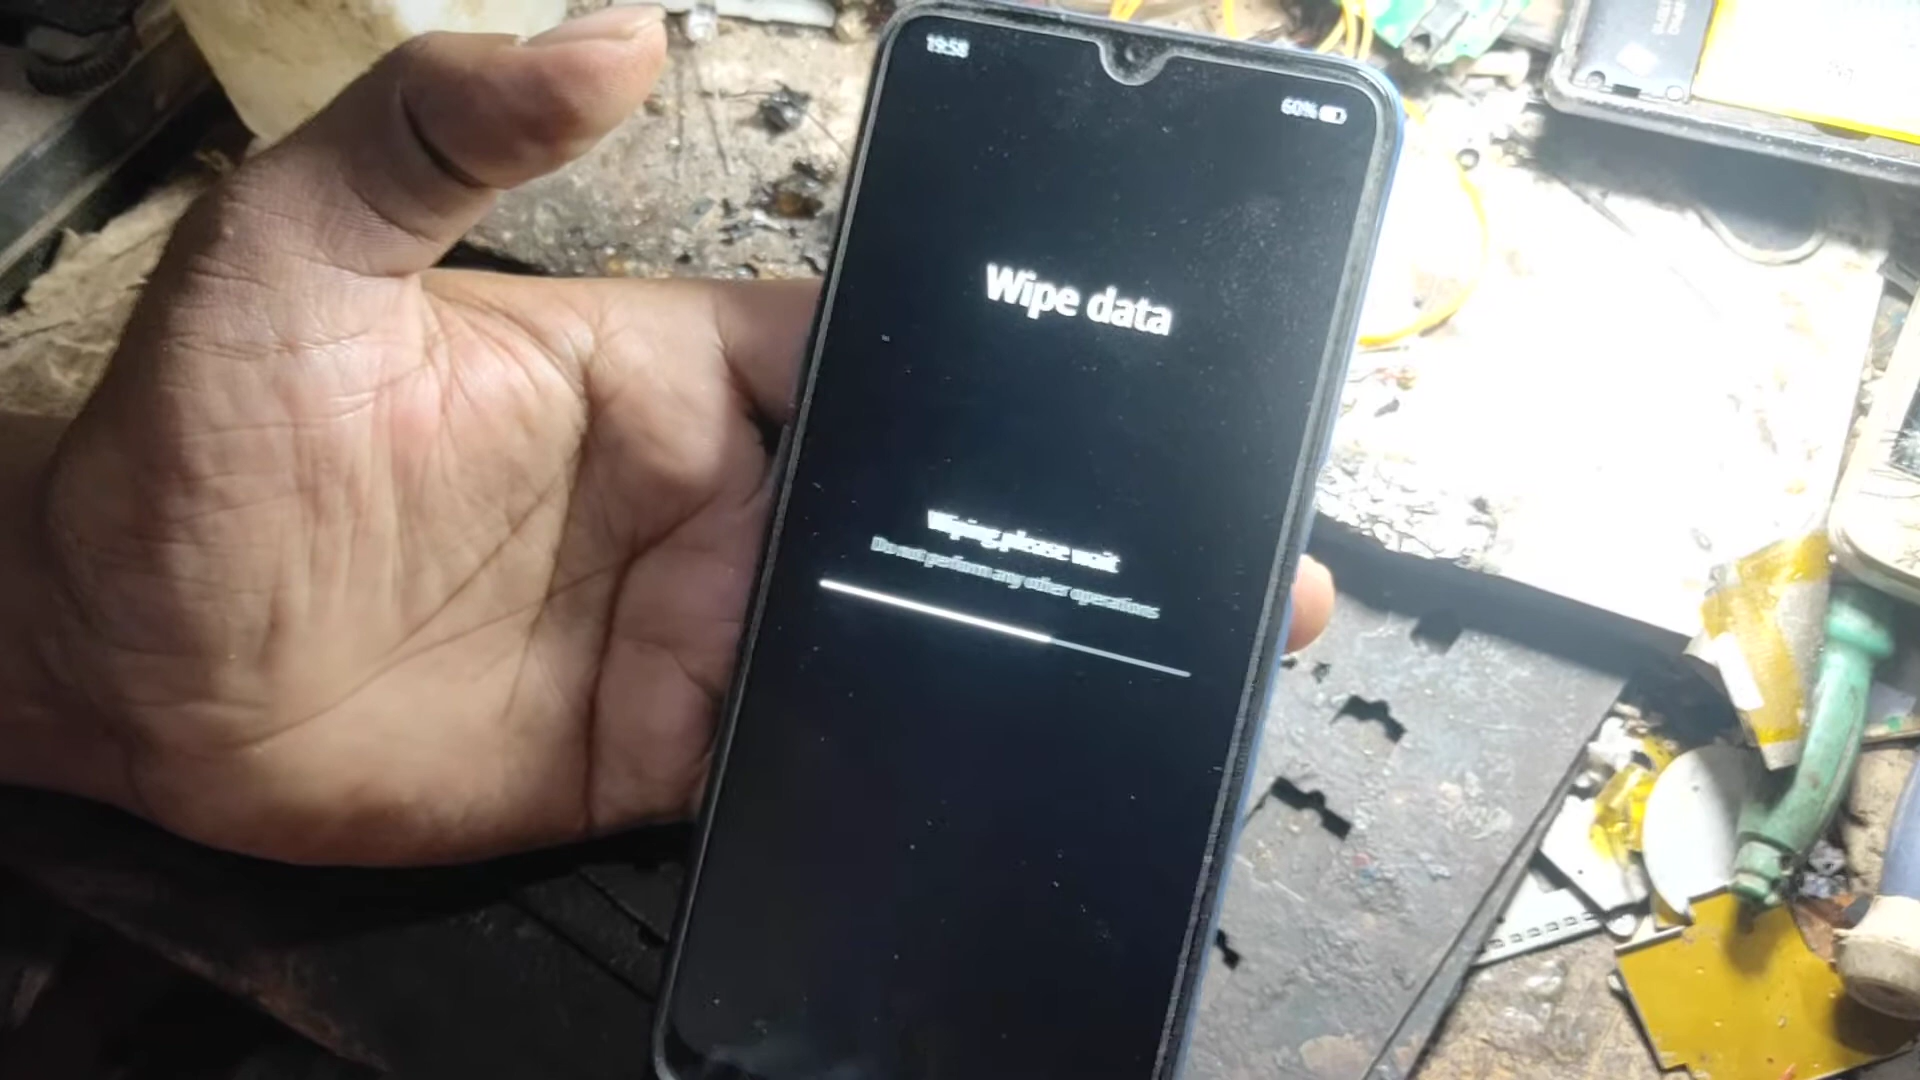 19:58
60%
Wipe data
Wiping,please wait
Do not perform any other operations